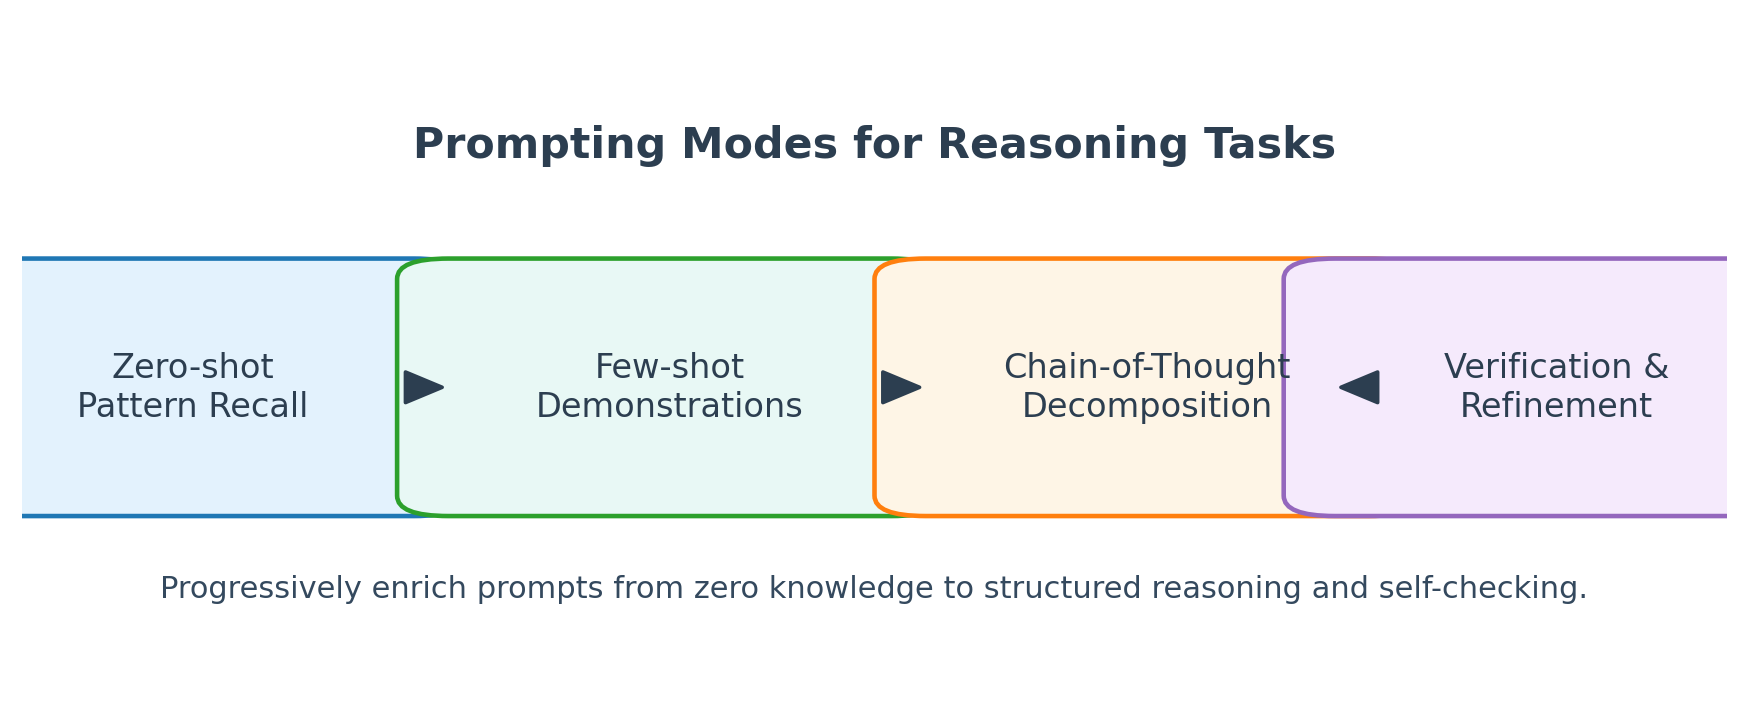 Prompting Modes for Reasoning Tasks
Zero-shot
Pattern Recall
Few-shot
Demonstrations
Chain-of-Thought
Decomposition
Verification &
Refinement
Progressively enrich prompts from zero knowledge to structured reasoning and self-checking.